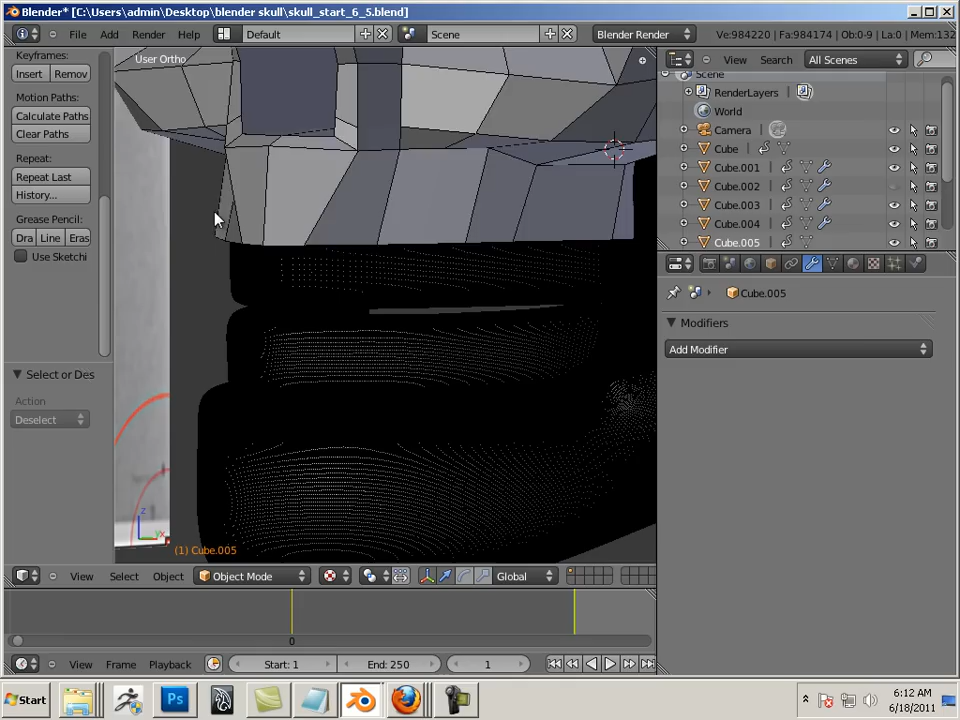 Blender* [C:\Users\admin\Desktop\blender skull\skull_start_6_5.blend]
File Add Render Help Default Scene Blender Render Ve:984220 | Fa:984174 | Ob:0-9 | La:0 | Mem:132
Keyframes:
Insert Remov
Motion Paths:
Calculate Paths
Clear Paths
Repeat:
Repeat Last
History...
Grease Pencil:
Dra Line Eras
Use Sketchi
Select or Des
Action
Deselect
User Ortho
z
(1) Cube.005
View Select Object Object Mode Global
0
View Frame Playback Start: 1 End: 250 1
View Search All Scenes
Scene
RenderLayers
World
Camera
Cube
Cube.001
Cube.002
Cube.003
Cube.004
Cube.005
Cube.005
Modifiers
Add Modifier
Start Ps 6:12 AM
6/18/2011